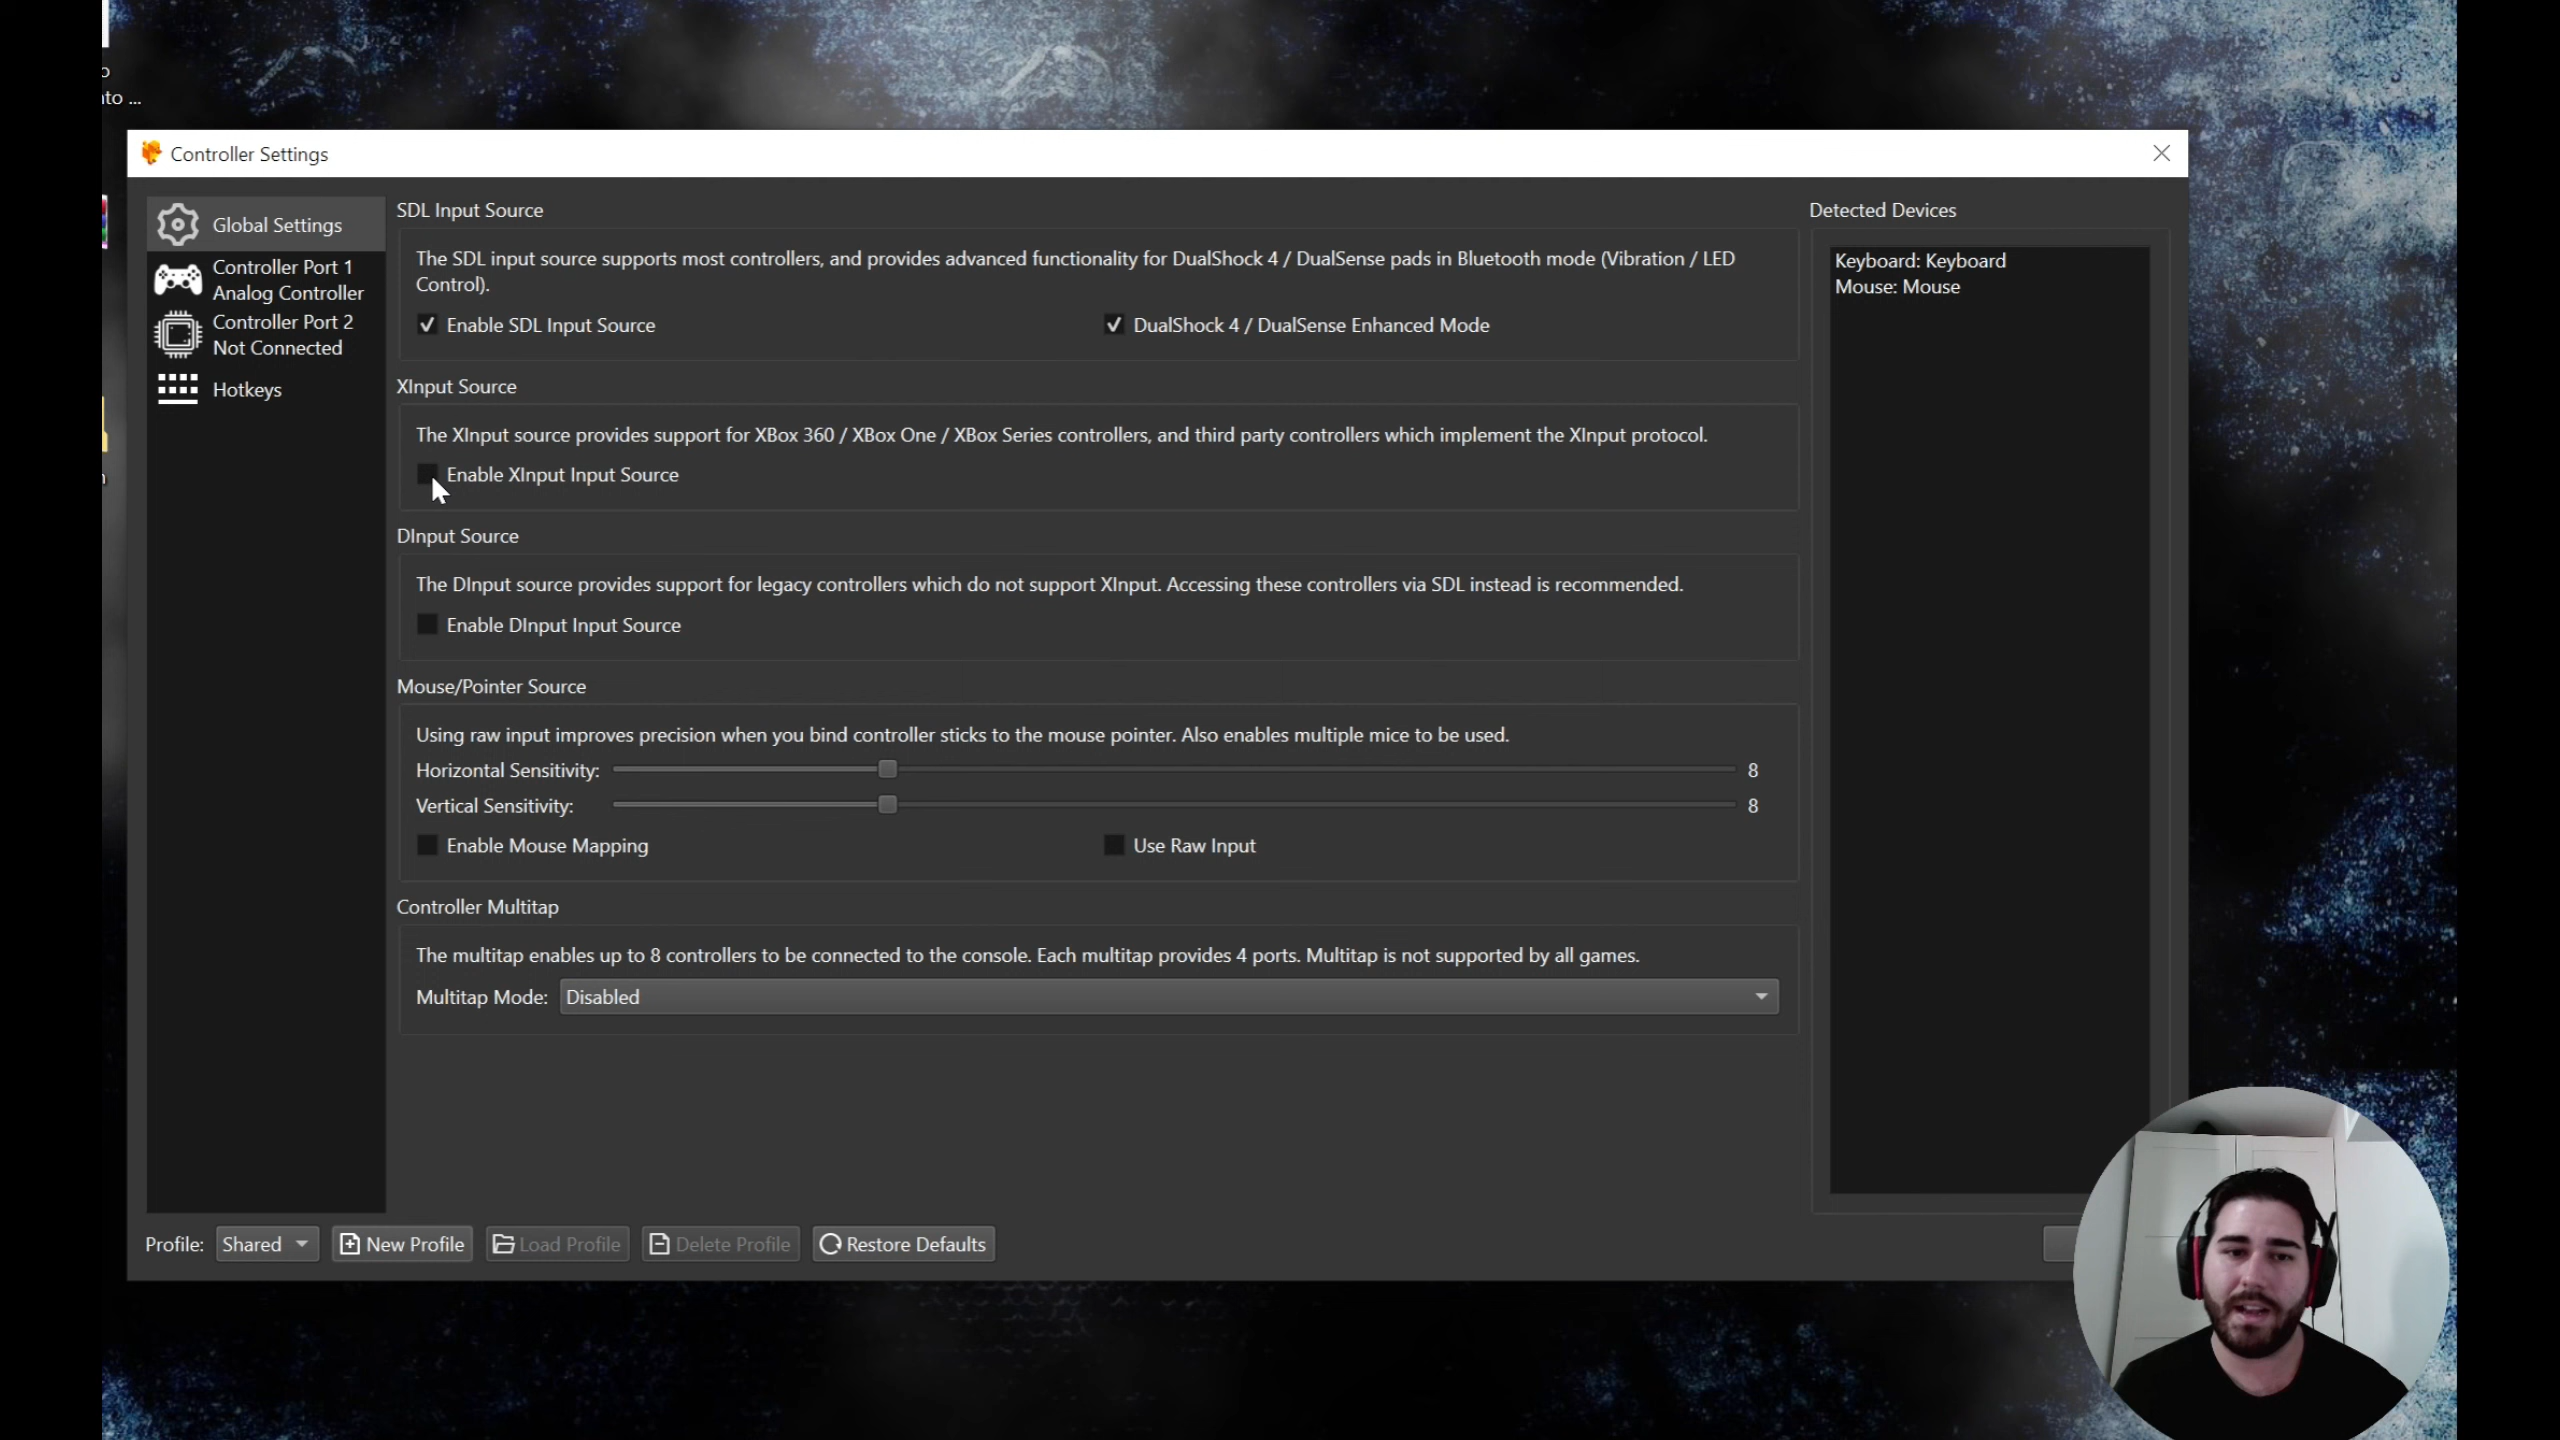 o
ito ...
Controller Settings
Global Settings
Controller Port 1
Analog Controller
Controller Port 2
Not Connected
Hotkeys
SDL Input Source
The SDL input source supports most controllers, and provides advanced functionality for DualShock 4 / DualSense pads in Bluetooth mode (Vibration / LED
Control).
Enable SDL Input Source
DualShock 4 / DualSense Enhanced Mode
XInput Source
The XInput source provides support for XBox 360 / XBox One / XBox Series controllers, and third party controllers which implement the XInput protocol.
Enable XInput Input Source
DInput Source
The DInput source provides support for legacy controllers which do not support XInput. Accessing these controllers via SDL instead is recommended.
Enable DInput Input Source
Mouse/Pointer Source
Using raw input improves precision when you bind controller sticks to the mouse pointer. Also enables multiple mice to be used.
Horizontal Sensitivity: 8
Vertical Sensitivity: 8
Enable Mouse Mapping
Use Raw Input
Controller Multitap
The multitap enables up to 8 controllers to be connected to the console. Each multitap provides 4 ports. Multitap is not supported by all games.
Multitap Mode: Disabled
Detected Devices
Keyboard: Keyboard
Mouse: Mouse
Profile: Shared New Profile Load Profile Delete Profile Restore Defaults